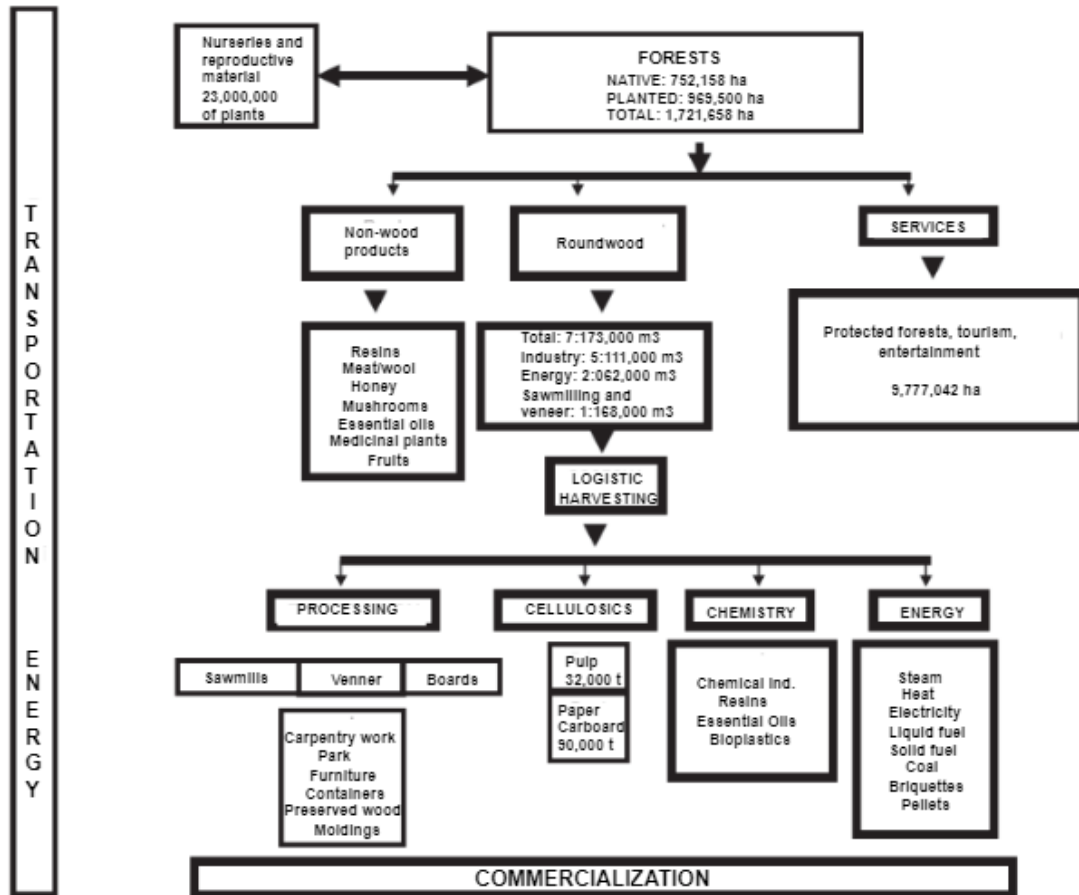 TRANSPORTATION ENERGY
Nurseries and
reproductive
material
23,000,000
of plants
FORESTS
NATIVE: 752,158 ha
PLANTED: 969,500 ha
TOTAL: 1,721,658 ha
Non-wood
products
Roundwood
SERVICES
Resins
Meat/wool
Honey
Mushrooms
Essential oils
Medicinal plants
Fruits
Total: 7:173,000 m3
Industry: 5:111,000 m3
Energy: 2:062,000 m3
Sawmilling and
veneer: 1:168,000 m3
Protected forests, tourism,
entertainment
9,777,042 ha
LOGISTIC
HARVESTING
PROCESSING
CELLULOSICS
CHEMISTRY
ENERGY
Sawmills
Venner
Boards
Carpentry work
Park
Furniture
Containers
Preserved wood
Moldings
Pulp
32,000 t
Paper
Carboard
90,000 t
Chemical Ind.
Resins
Essential Oils
Bioplastics
Steam
Heat
Electricity
Liquid fuel
Solid fuel
Coal
Briquettes
Pellets
COMMERCIALIZATION